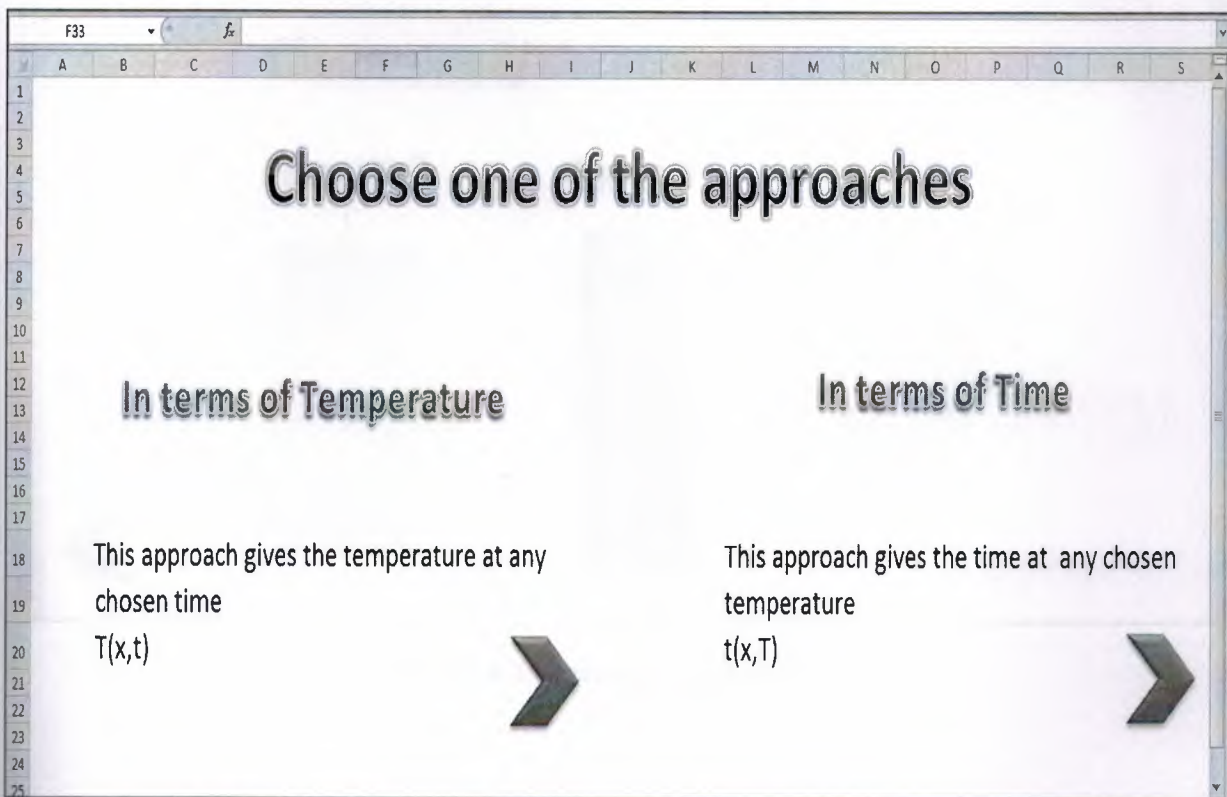 F33 fx
A B C D E F G H I J K L M N O P Q R S
1
2
3
4
5
6
7
8
9
10
11
12
13
14
15
16
17
18
19
20
21
22
23
24
25
Choose one of the approaches
In terms of Temperature
This approach gives the temperature at any
chosen time
T(x,t)
In terms of Time
This approach gives the time at any chosen
temperature
t(x,T)